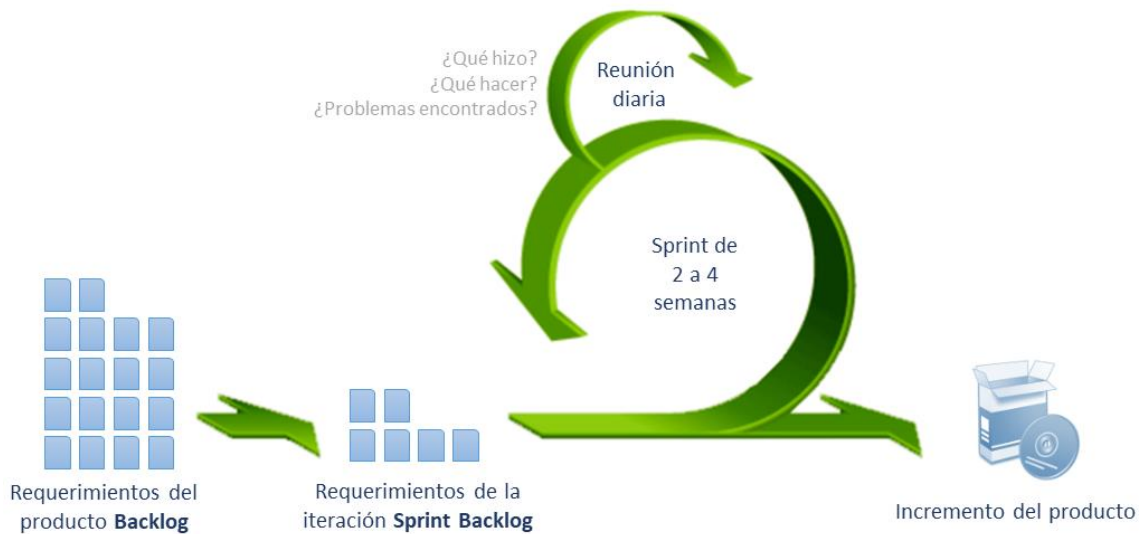 ¿Qué hizo?
¿Qué hacer?
¿Problemas encontrados?
Reunión
diaria
Sprint de
2 a 4
semanas
Requerimientos del
producto Backlog
Requerimientos de la
iteración Sprint Backlog
Incremento del producto